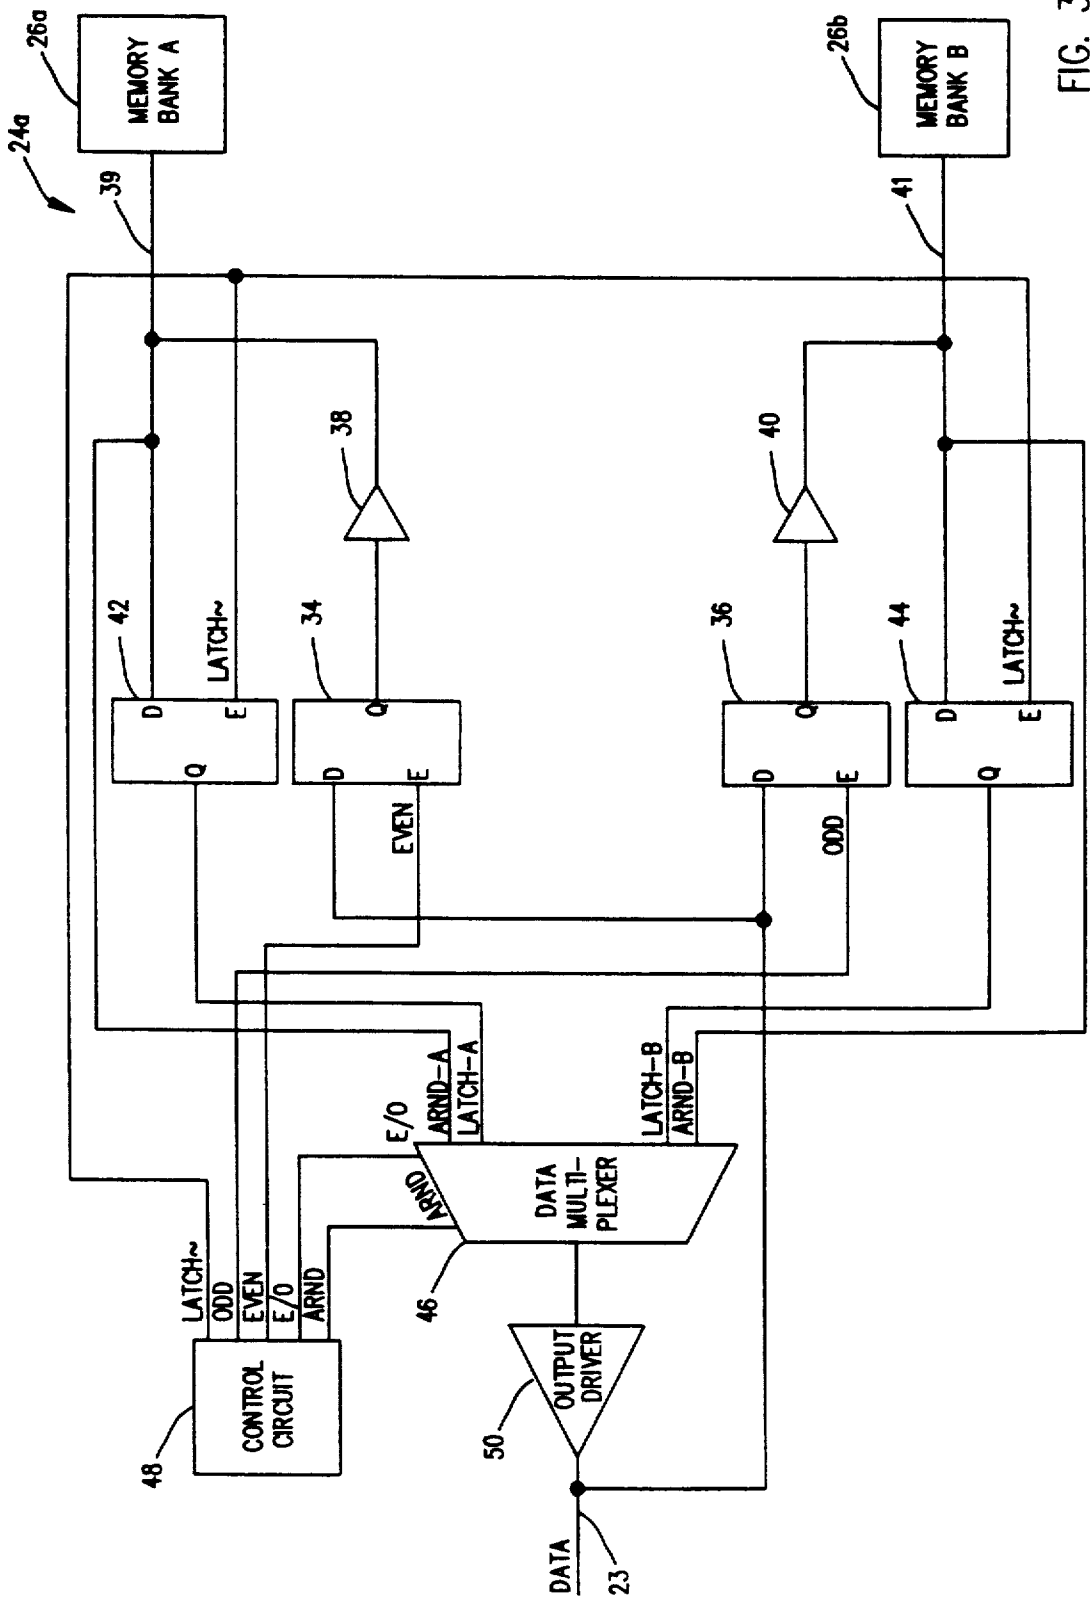 24a
26a
MEMORY
BANK A
39
42
D
LATCH~
E
Q
34
38
Q
D
E
EVEN
26b
MEMORY
BANK B
41
40
36
Q
D
E
ODD
44
D
LATCH~
E
Q
E/O
ARND-A
LATCH-A
LATCH-B
ARND-B
ARND
DATA
MULTI-
PLEXER
46
LATCH~
ODD
EVEN
E/O
ARND
CONTROL
CIRCUIT
48
OUTPUT
DRIVER
50
DATA
23
FIG. 3